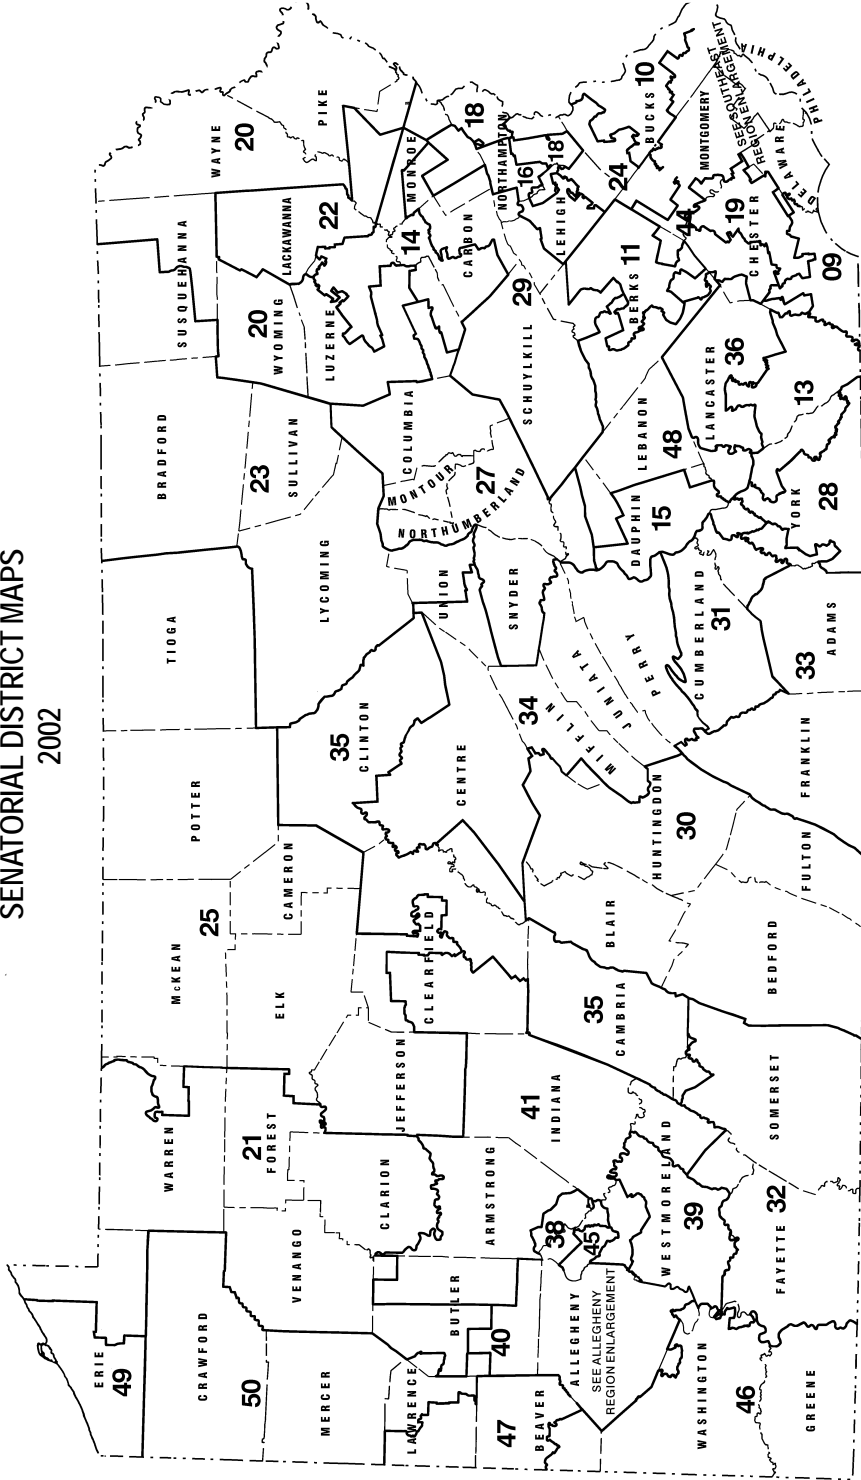 SENATORIAL DISTRICT MAPS
2002
ERIE
49
CRAWFORD
50
MERCER
LAWRENCE
47
BEAVER
WARREN
21
FOREST
VENANGO
CLARION
BUTLER
40
ARMSTRONG
ALLEGHENY
SEE ALLEGHENY
REGION ENLARGEMENT
38
45
WASHINGTON
46
GREENE
WESTMORELAND
39
FAYETTE
32
SOMERSET
McKEAN
25
ELK
CAMERON
POTTER
JEFFERSON
CLEARFIELD
41
INDIANA
35
CAMBRIA
BLAIR
BEDFORD
HUNTINGDON
30
FULTON
FRANKLIN
TIOGA
35
CLINTON
CENTRE
LYCOMING
34
MIFFLIN
JUNIATA
PERRY
UNION
SNYDER
CUMBERLAND
31
33
ADAMS
BRADFORD
23
SULLIVAN
COLUMBIA
MONTOUR
27
NORTHUMBERLAND
DAUPHIN
15
LEBANON
48
YORK
28
SUSQUEHANNA
20
WYOMING
LUZERNE
LACKAWANNA
22
WAYNE
20
PIKE
MONROE
14
CARBON
29
SCHUYLKILL
18
NORTHAMPTON
16
18
LEHIGH
24
BERKS
11
LANCASTER
36
13
44
19
CHESTER
09
BUCKS
10
MONTGOMERY
SEE SOUTHEAST
REGION ENLARGEMENT
DELAWARE
PHILADELPHIA